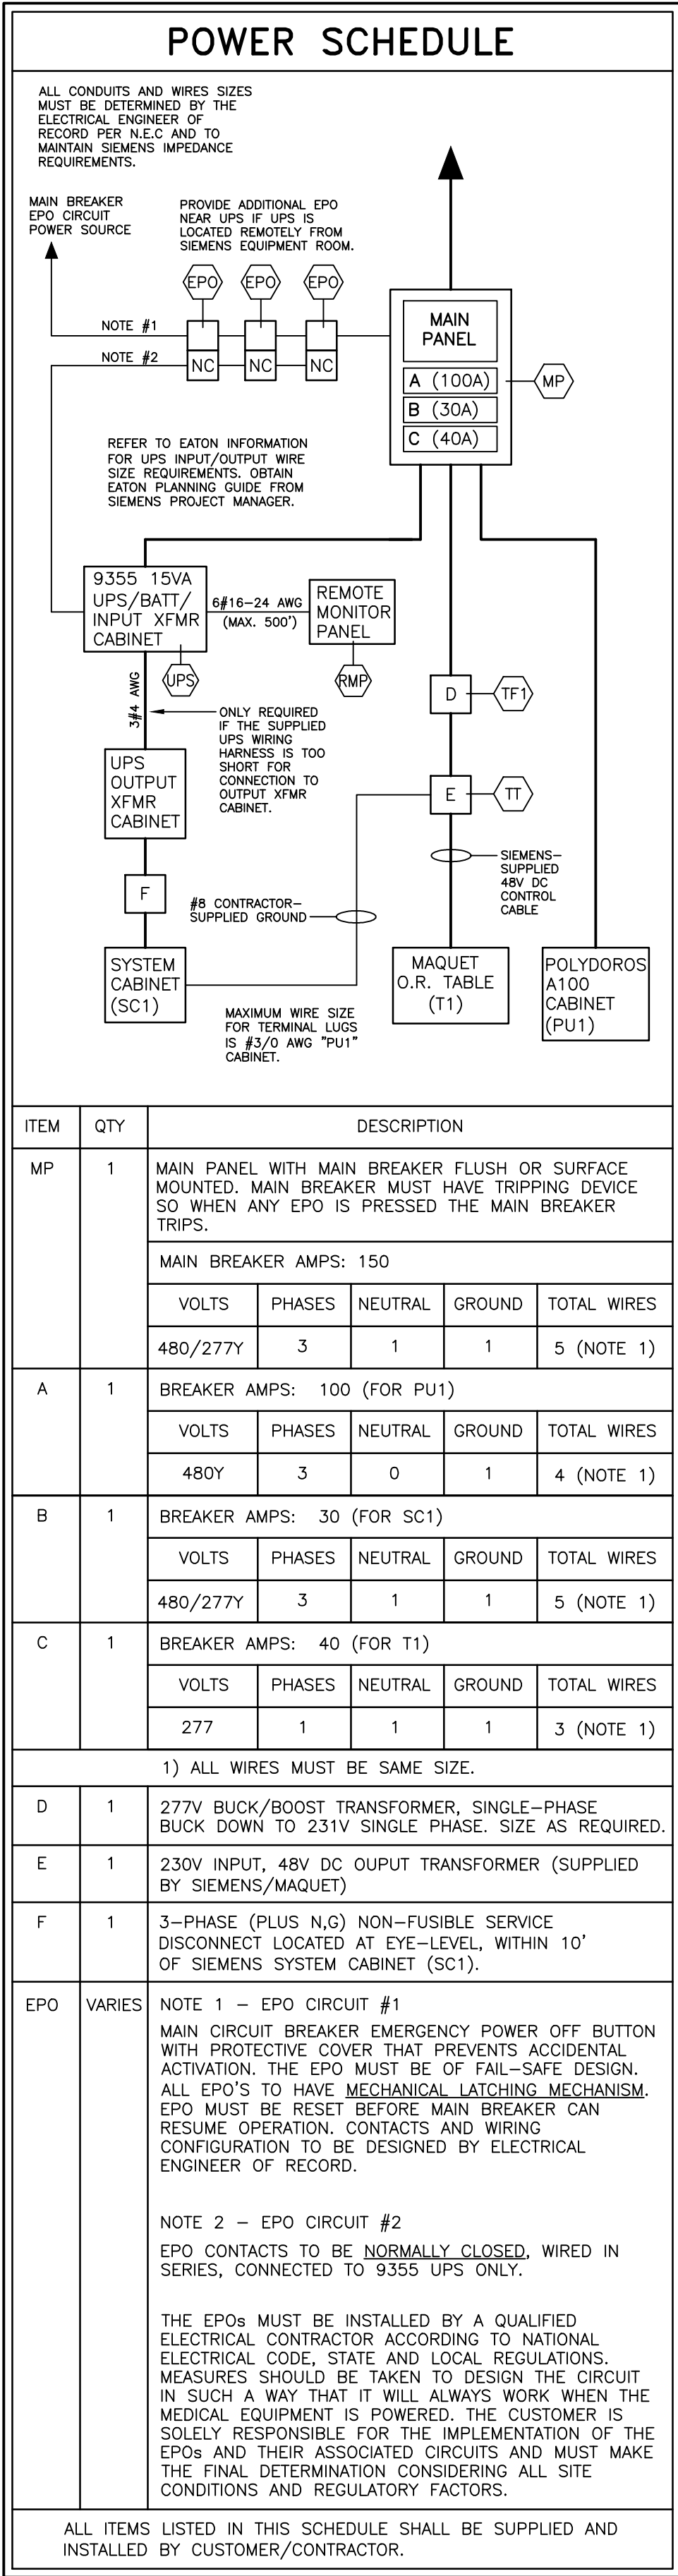 POWER SCHEDULE
ALL CONDUITS AND WIRES SIZES
MUST BE DETERMINED BY THE
ELECTRICAL ENGINEER OF
RECORD PER N.E.C AND TO
MAINTAIN SIEMENS IMPEDANCE
REQUIREMENTS.
MAIN BREAKER
EPO CIRCUIT
POWER SOURCE
PROVIDE ADDITIONAL EPO
NEAR UPS IF UPS IS
LOCATED REMOTELY FROM
SIEMENS EQUIPMENT ROOM.
EPO EPO EPO
NOTE #1
NOTE #2
NC NC NC
MAIN
PANEL
A (100A)
B (30A)
C (40A)
MP
REFER TO EATON INFORMATION
FOR UPS INPUT/OUTPUT WIRE
SIZE REQUIREMENTS. OBTAIN
EATON PLANNING GUIDE FROM
SIEMENS PROJECT MANAGER.
9355 15VA
UPS/BATT/
INPUT XFMR
CABINET
6#16-24 AWG
(MAX. 500')
REMOTE
MONITOR
PANEL
UPS
RMP
D
TF1
3#4 AWG
ONLY REQUIRED
IF THE SUPPLIED
UPS WIRING
HARNESS IS TOO
SHORT FOR
CONNECTION TO
OUTPUT XFMR
CABINET.
UPS
OUTPUT
XFMR
CABINET
E
TT
SIEMENS-
SUPPLIED
48V DC
CONTROL
CABLE
F
#8 CONTRACTOR-
SUPPLIED GROUND
SYSTEM
CABINET
(SC1)
MAQUET
O.R. TABLE
(T1)
POLYDOROS
A100
CABINET
(PU1)
MAXIMUM WIRE SIZE
FOR TERMINAL LUGS
IS #3/0 AWG "PU1"
CABINET.
ITEM QTY DESCRIPTION
MP 1 MAIN PANEL WITH MAIN BREAKER FLUSH OR SURFACE
MOUNTED. MAIN BREAKER MUST HAVE TRIPPING DEVICE
SO WHEN ANY EPO IS PRESSED THE MAIN BREAKER
TRIPS.
MAIN BREAKER AMPS: 150
VOLTS PHASES NEUTRAL GROUND TOTAL WIRES
480/277Y 3 1 1 5 (NOTE 1)
A 1 BREAKER AMPS: 100 (FOR PU1)
VOLTS PHASES NEUTRAL GROUND TOTAL WIRES
480Y 3 0 1 4 (NOTE 1)
B 1 BREAKER AMPS: 30 (FOR SC1)
VOLTS PHASES NEUTRAL GROUND TOTAL WIRES
480/277Y 3 1 1 5 (NOTE 1)
C 1 BREAKER AMPS: 40 (FOR T1)
VOLTS PHASES NEUTRAL GROUND TOTAL WIRES
277 1 1 1 3 (NOTE 1)
1) ALL WIRES MUST BE SAME SIZE.
D 1 277V BUCK/BOOST TRANSFORMER, SINGLE-PHASE
BUCK DOWN TO 231V SINGLE PHASE. SIZE AS REQUIRED.
E 1 230V INPUT, 48V DC OUPUT TRANSFORMER (SUPPLIED
BY SIEMENS/MAQUET)
F 1 3-PHASE (PLUS N,G) NON-FUSIBLE SERVICE
DISCONNECT LOCATED AT EYE-LEVEL, WITHIN 10'
OF SIEMENS SYSTEM CABINET (SC1).
EPO VARIES NOTE 1 - EPO CIRCUIT #1
MAIN CIRCUIT BREAKER EMERGENCY POWER OFF BUTTON
WITH PROTECTIVE COVER THAT PREVENTS ACCIDENTAL
ACTIVATION. THE EPO MUST BE OF FAIL-SAFE DESIGN.
ALL EPO'S TO HAVE MECHANICAL LATCHING MECHANISM.
EPO MUST BE RESET BEFORE MAIN BREAKER CAN
RESUME OPERATION. CONTACTS AND WIRING
CONFIGURATION TO BE DESIGNED BY ELECTRICAL
ENGINEER OF RECORD.
NOTE 2 - EPO CIRCUIT #2
EPO CONTACTS TO BE NORMALLY CLOSED, WIRED IN
SERIES, CONNECTED TO 9355 UPS ONLY.
THE EPOs MUST BE INSTALLED BY A QUALIFIED
ELECTRICAL CONTRACTOR ACCORDING TO NATIONAL
ELECTRICAL CODE, STATE AND LOCAL REGULATIONS.
MEASURES SHOULD BE TAKEN TO DESIGN THE CIRCUIT
IN SUCH A WAY THAT IT WILL ALWAYS WORK WHEN THE
MEDICAL EQUIPMENT IS POWERED. THE CUSTOMER IS
SOLELY RESPONSIBLE FOR THE IMPLEMENTATION OF THE
EPOs AND THEIR ASSOCIATED CIRCUITS AND MUST MAKE
THE FINAL DETERMINATION CONSIDERING ALL SITE
CONDITIONS AND REGULATORY FACTORS.
ALL ITEMS LISTED IN THIS SCHEDULE SHALL BE SUPPLIED AND
INSTALLED BY CUSTOMER/CONTRACTOR.